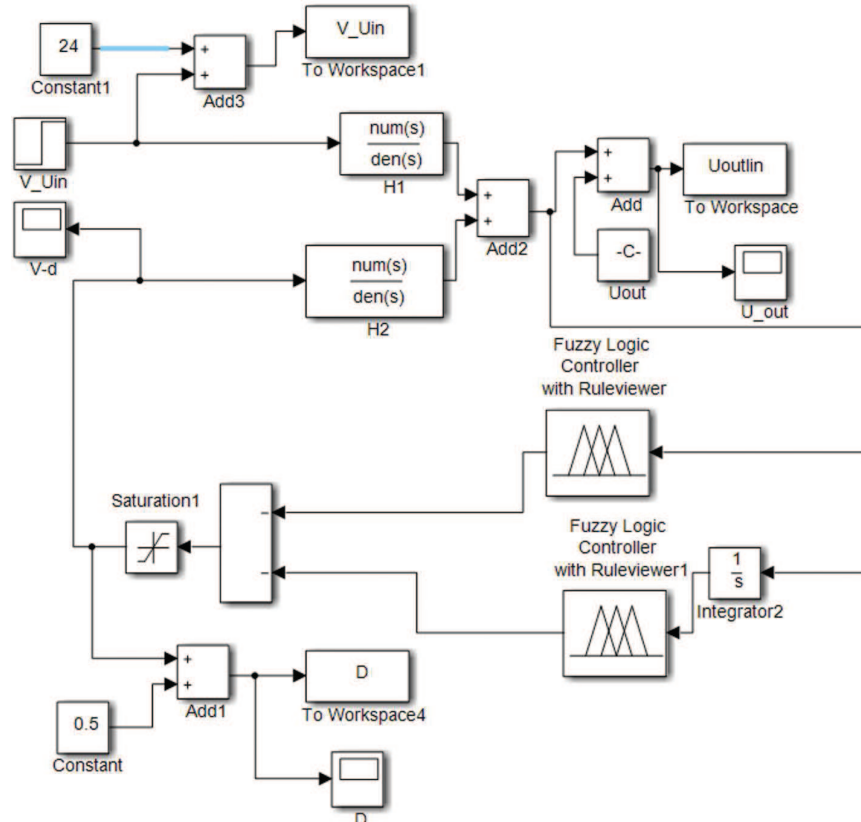 24
Constant1
+
+
Add3
V_Uin
To Workspace1
V_Uin
num(s)
den(s)
H1
V-d
num(s)
den(s)
H2
+
+
Add2
+
+
Add
Uoutlin
To Workspace
-C-
Uout
U_out
Fuzzy Logic
Controller
with Ruleviewer
Saturation1
–
–
Fuzzy Logic
Controller
with Ruleviewer1
1
s
Integrator2
+
+
Add1
0.5
Constant
D
To Workspace4
D